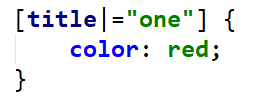 [title|="one"] {
    color: red;
}